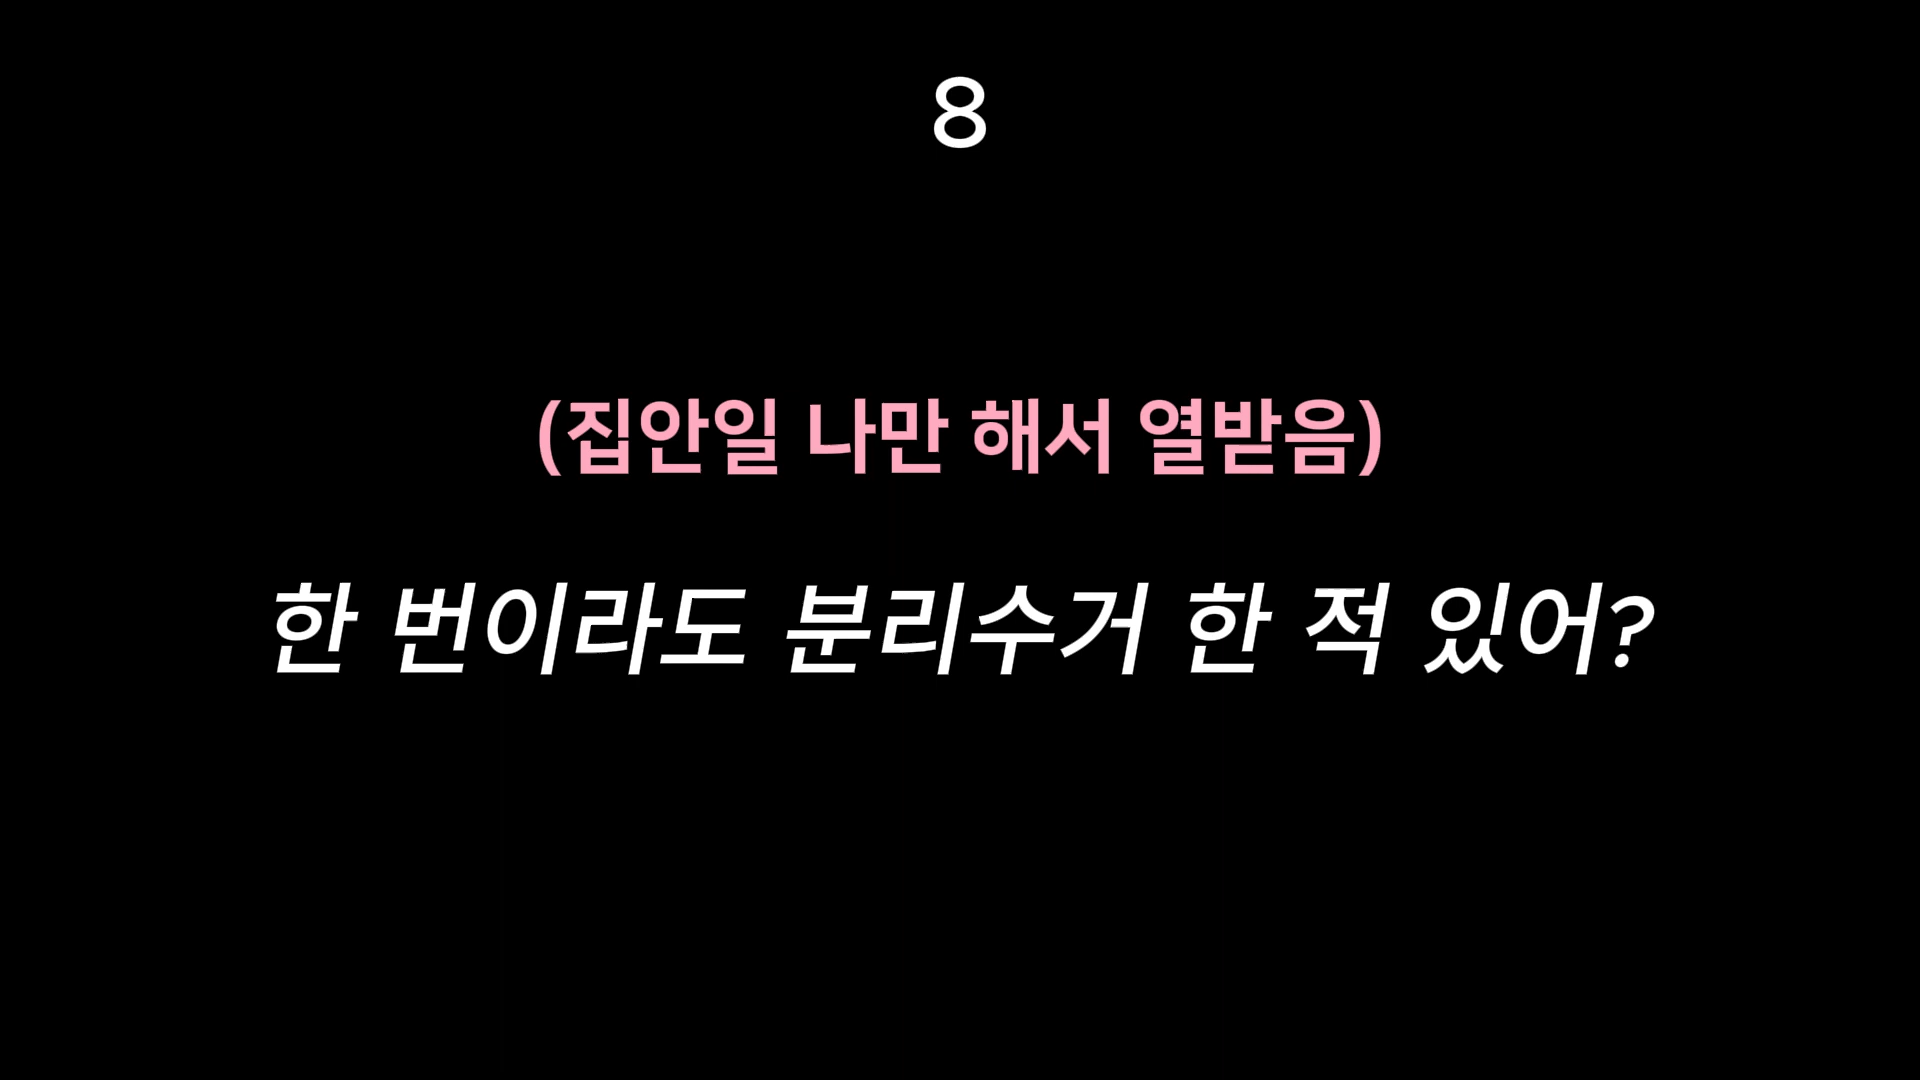 8
(집안일 나만 해서 열받음)
한 번이라도 분리수거 한 적 있어?